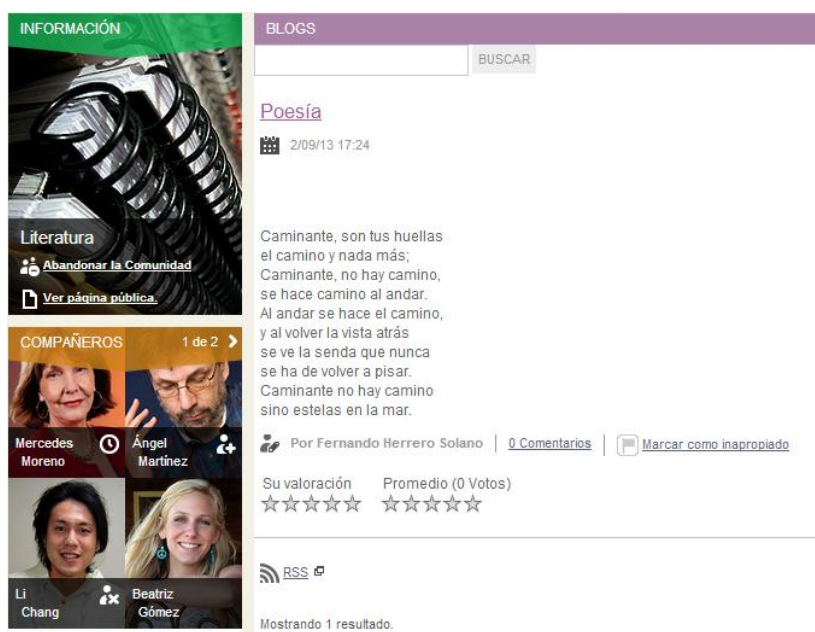 INFORMACIÓN
Literatura
Abandonar la Comunidad
Ver página pública.
COMPAÑEROS 1 de 2
Mercedes
Moreno
Ángel
Martínez
Li
Chang
Beatriz
Gómez
BLOGS
BUSCAR
Poesía
2/09/13 17:24
Caminante, son tus huellas
el camino y nada más;
Caminante, no hay camino,
se hace camino al andar.
Al andar se hace el camino,
y al volver la vista atrás
se ve la senda que nunca
se ha de volver a pisar.
Caminante no hay camino
sino estelas en la mar.
Por Fernando Herrero Solano | 0 Comentarios | Marcar como inapropiado
Su valoración Promedio (0 Votos)
RSS
Mostrando 1 resultado.